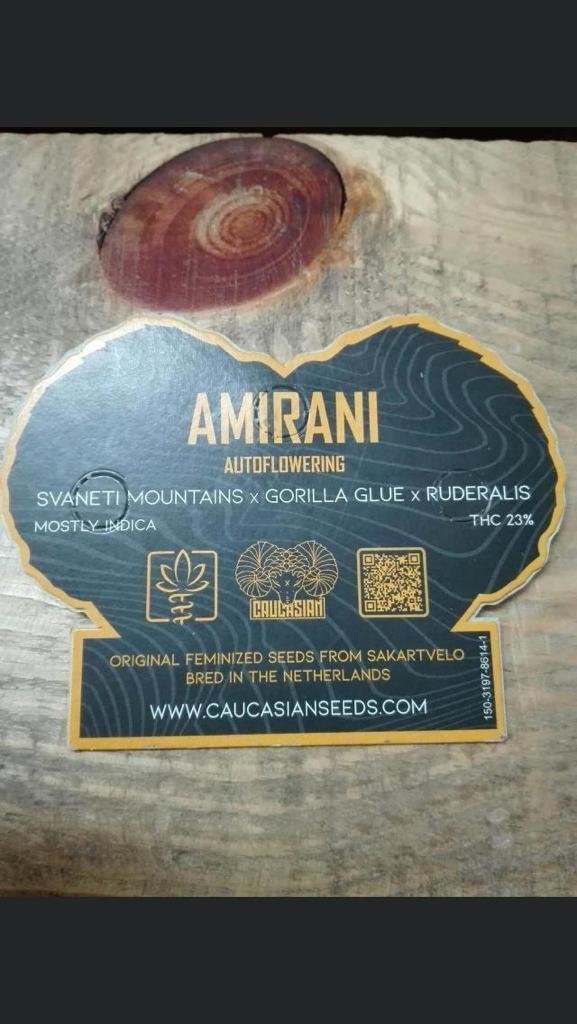 AMIRANI
AUTOFLOWERING
SVANETI MOUNTAINS x GORILLA GLUE x RUDERALIS
MOSTLY INDICA
THC 23%
CAUCASIAN
ORIGINAL FEMINIZED SEEDS FROM SAKARTVELO
BRED IN THE NETHERLANDS
WWW.CAUCASIANSEEDS.COM
150-3197-8614-1